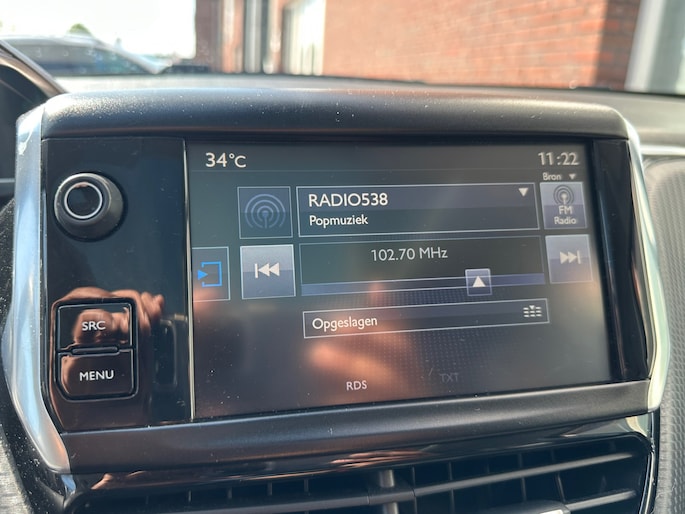 34°C
11:22
Bron
RADIO538
Popmuziek
FM
Radio
102.70 MHz
SRC
MENU
Opgeslagen
RDS
TXT